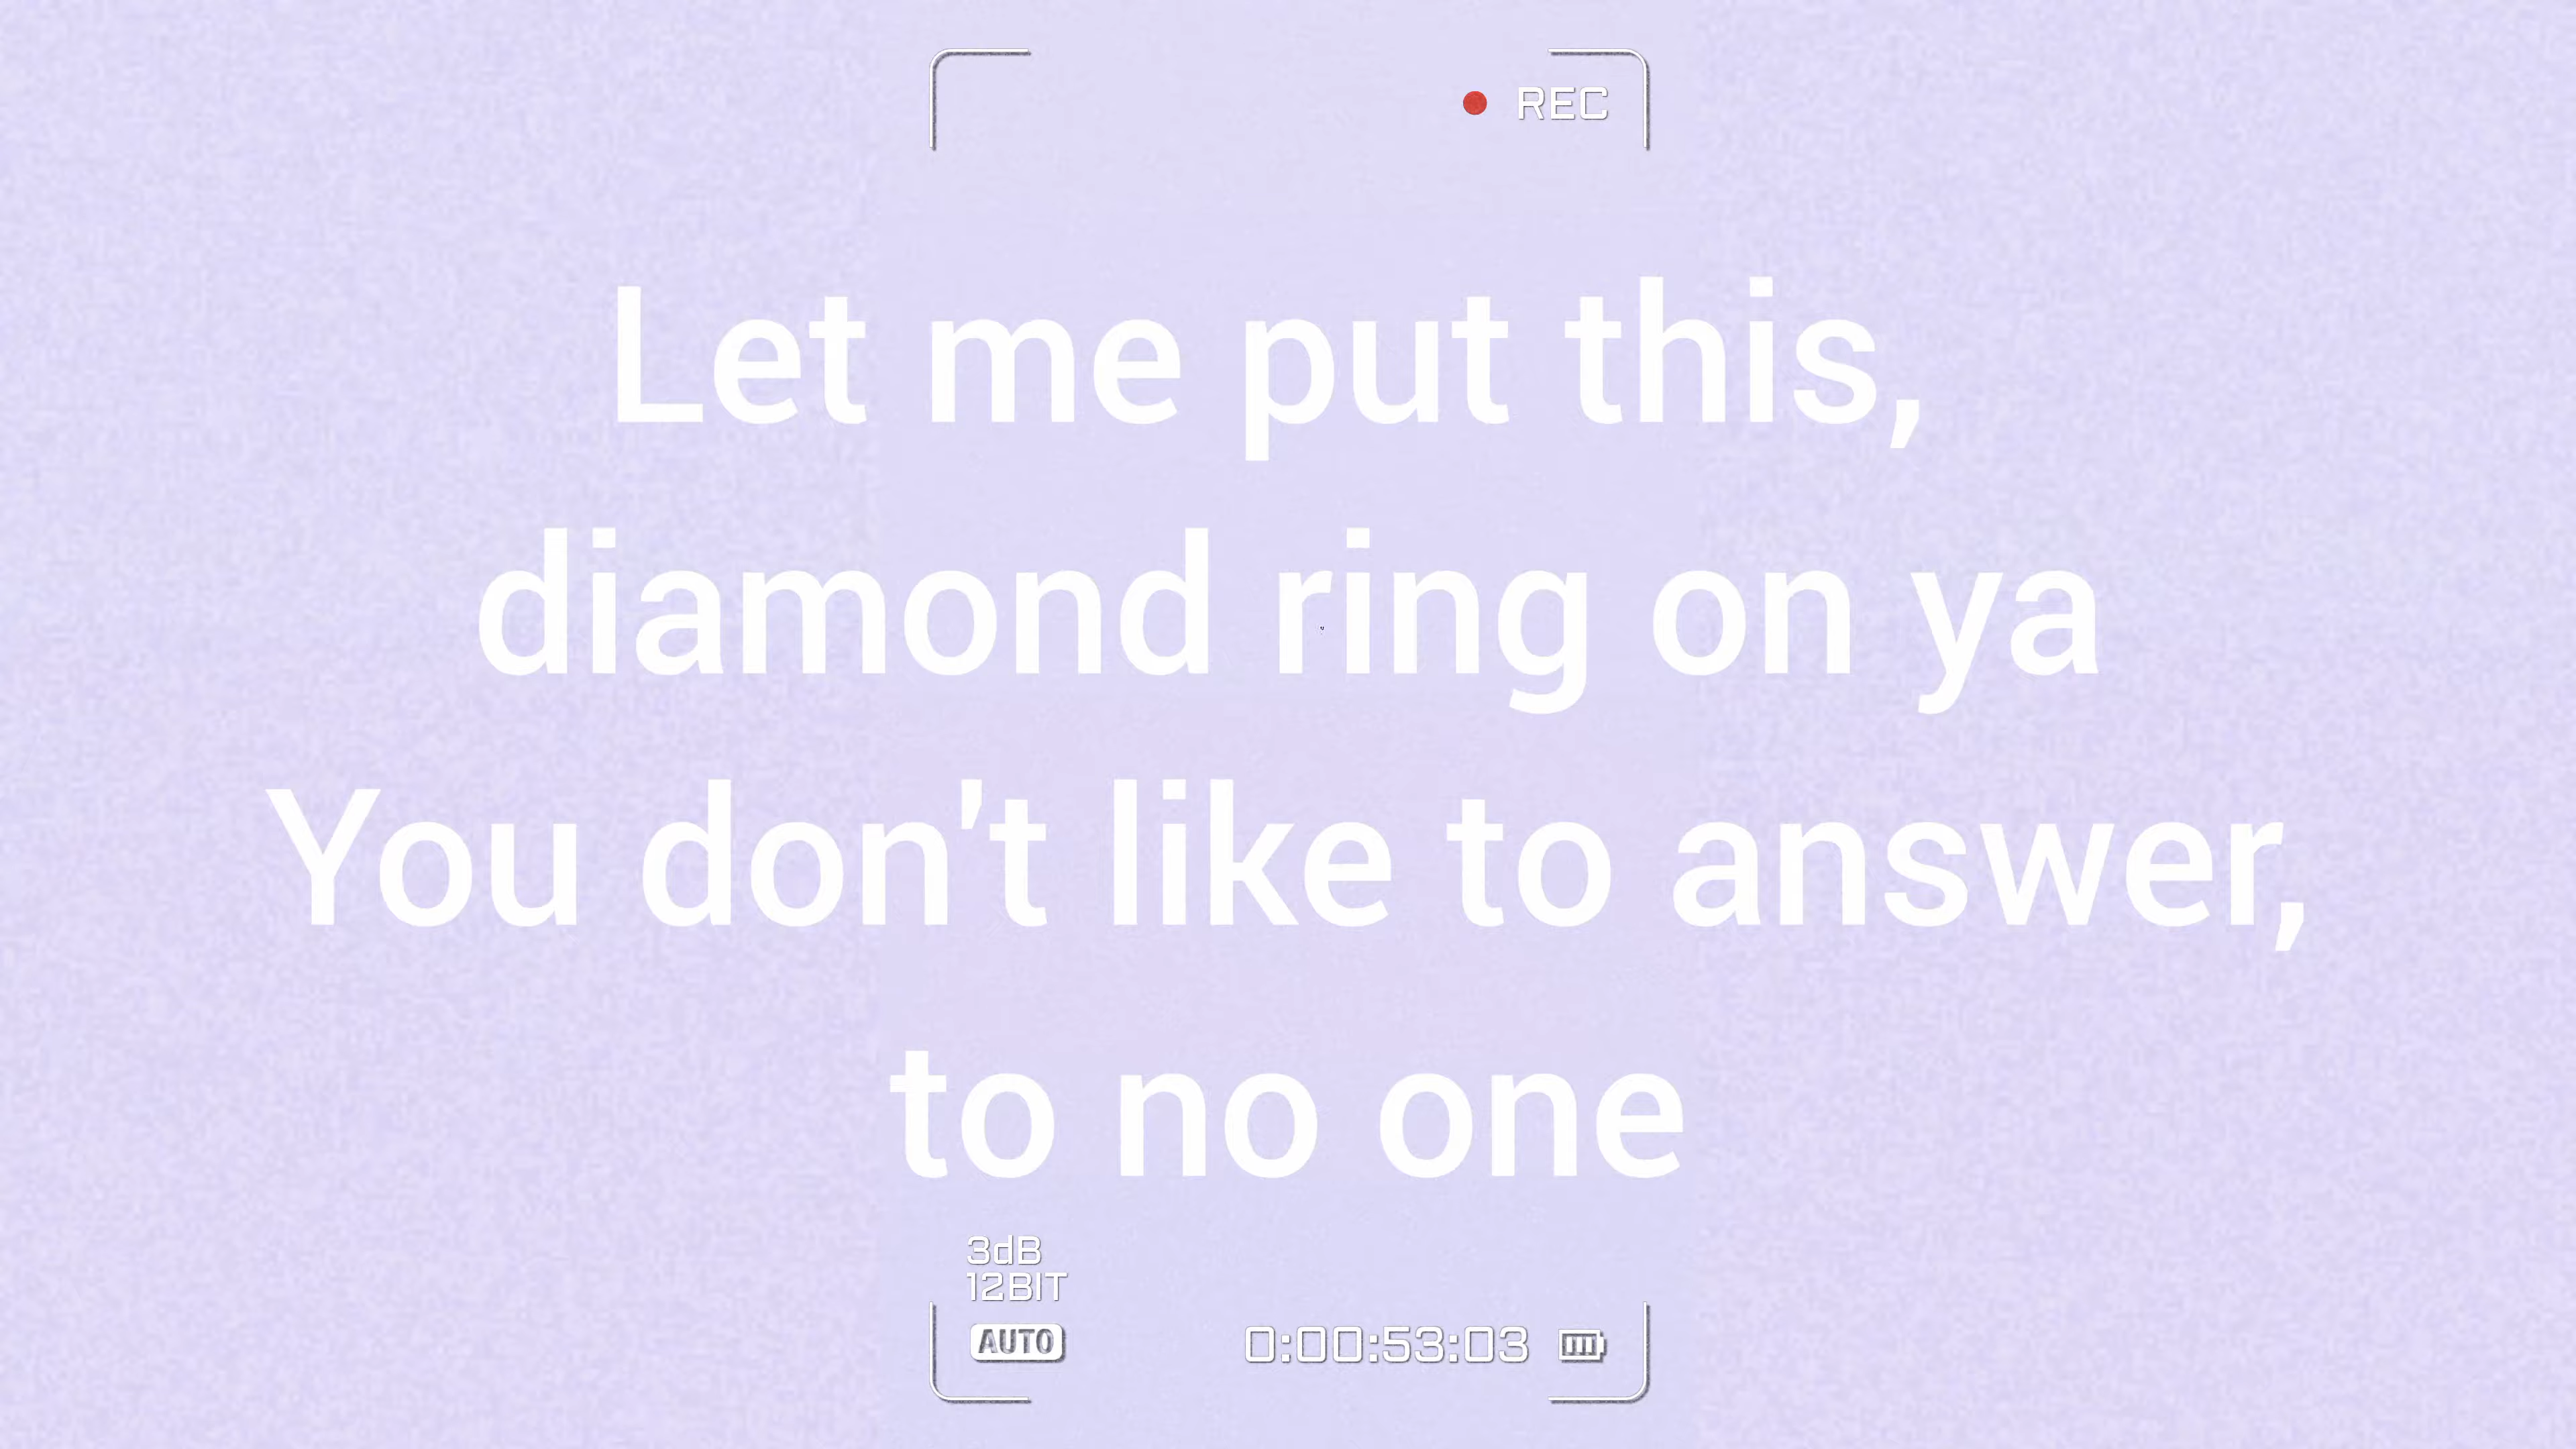 REC
Let me put this,
diamond ring on ya
You don't like to answer,
to no one
3dB
12BIT
AUTO
0:00:53:03